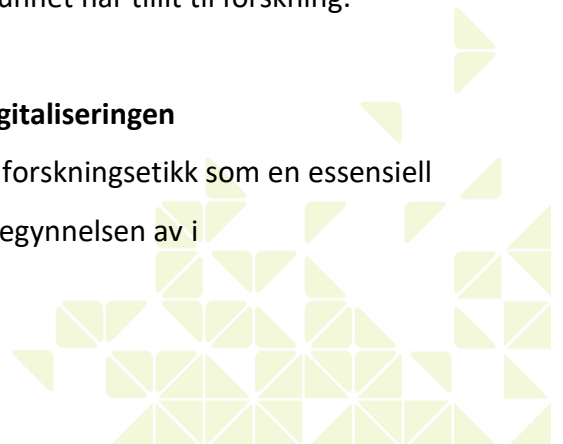 unnet har tillit til forskning.
gitaliseringen
forskningsetikk som en essensiell
egynnelsen av i